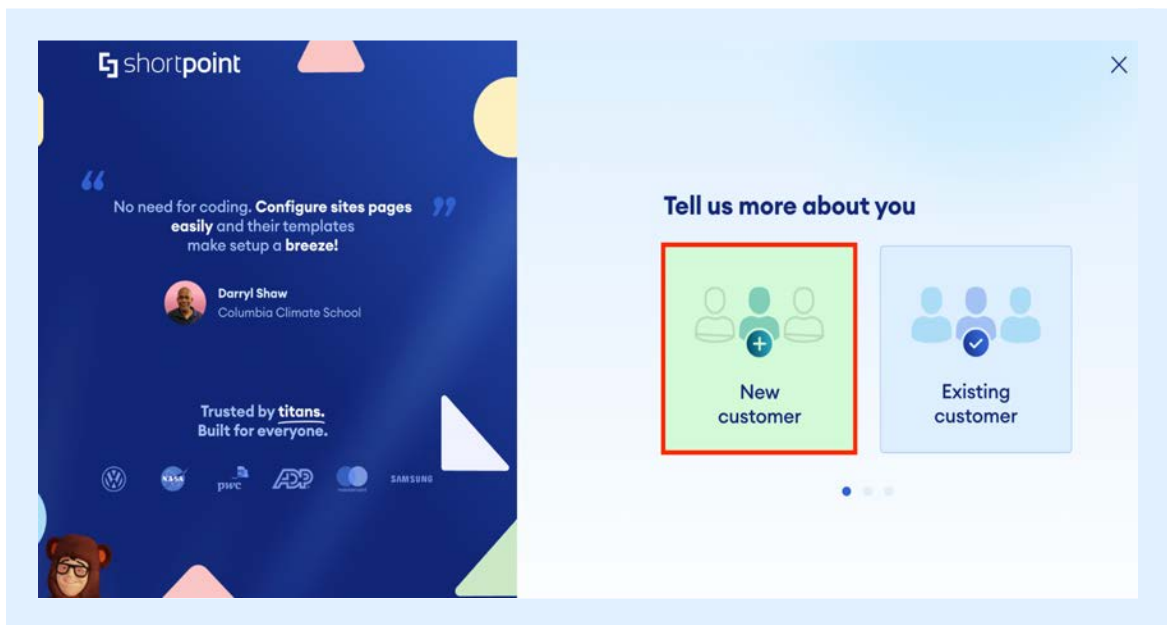 shortpoint
No need for coding. Configure sites pages
easily and their templates
make setup a breeze!
Darryl Shaw
Columbia Climate School
Trusted by titans.
Built for everyone.
NASA
pwc
ADP
SAMSUNG
Tell us more about you
New
customer
Existing
customer